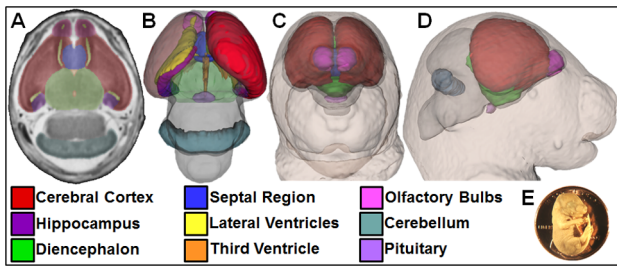 A B C D
Cerebral Cortex Septal Region Olfactory Bulbs E
Hippocampus Lateral Ventricles Cerebellum
Diencephalon Third Ventricle Pituitary